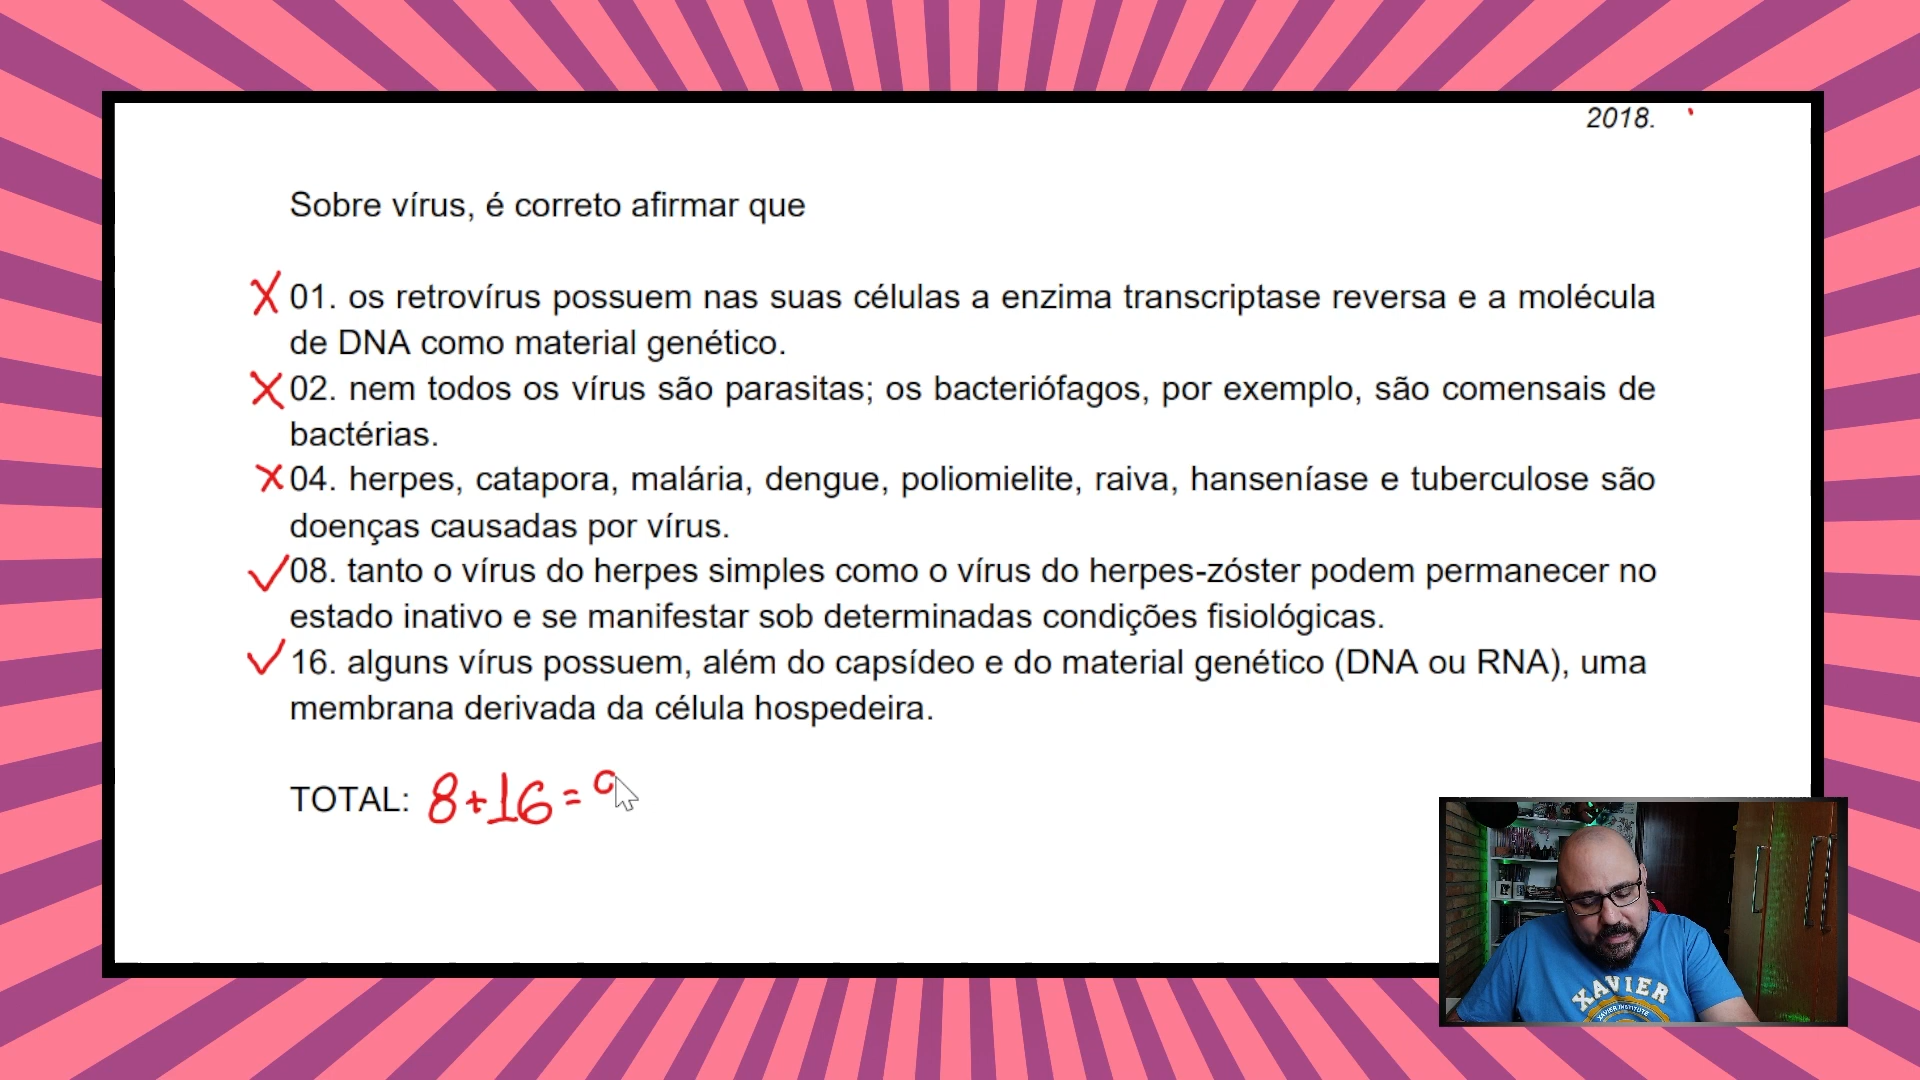 2018.
Sobre vírus, é correto afirmar que
X 01. os retrovírus possuem nas suas células a enzima transcriptase reversa e a molécula
de DNA como material genético.
X 02. nem todos os vírus são parasitas; os bacteriófagos, por exemplo, são comensais de
bactérias.
X 04. herpes, catapora, malária, dengue, poliomielite, raiva, hanseníase e tuberculose são
doenças causadas por vírus.
✓ 08. tanto o vírus do herpes simples como o vírus do herpes-zóster podem permanecer no
estado inativo e se manifestar sob determinadas condições fisiológicas.
✓ 16. alguns vírus possuem, além do capsídeo e do material genético (DNA ou RNA), uma
membrana derivada da célula hospedeira.
TOTAL: 8+16=
XAVIER
XAVIER INSTITUTE